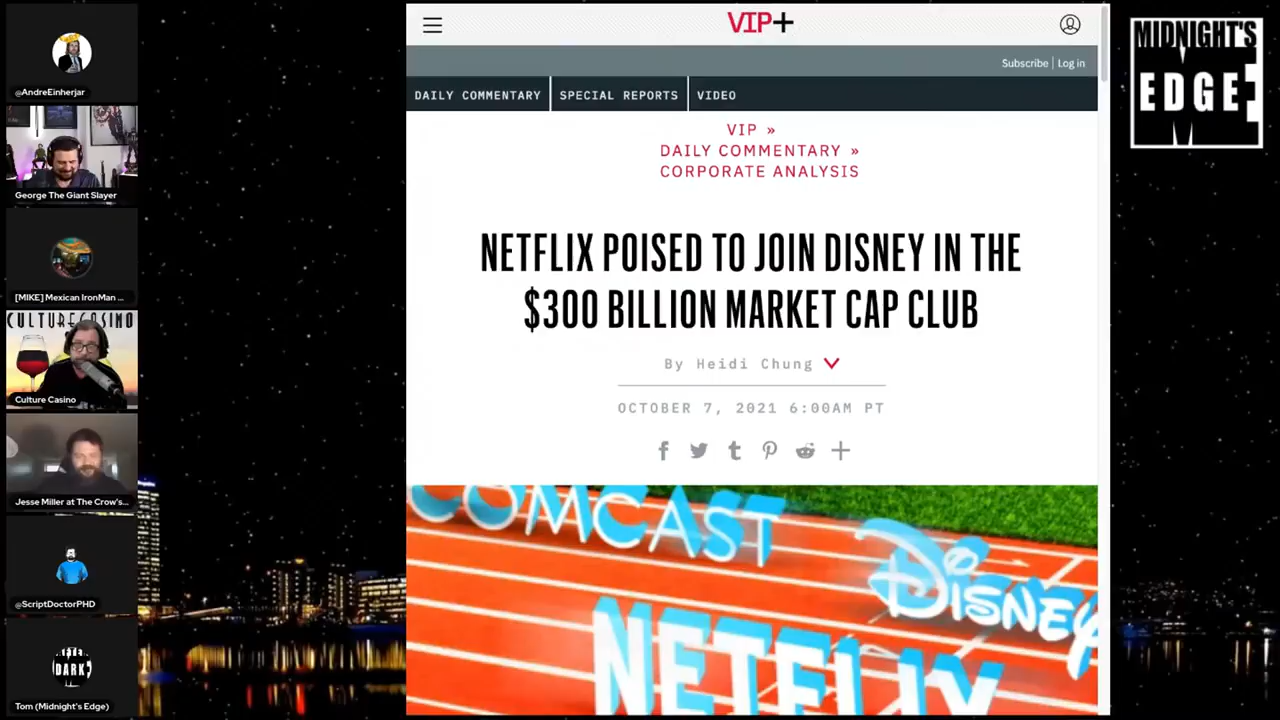 @AndreEinherjar
George The Giant Slayer
[MIKE] Mexican IronMan ...
CULTURE CASINO
Culture Casino
Jesse Miller at The Crow's...
@ScriptDoctorPHD
DARK
Tom (Midnight's Edge)
VIP+
Subscribe | Log in
DAILY COMMENTARY
SPECIAL REPORTS
VIDEO
VIP »
DAILY COMMENTARY »
CORPORATE ANALYSIS
NETFLIX POISED TO JOIN DISNEY IN THE
$300 BILLION MARKET CAP CLUB
By Heidi Chung
OCTOBER 7, 2021 6:00AM PT
COMCAST
DISNEY
NETFLIX
MIDNIGHT'S
EDGE